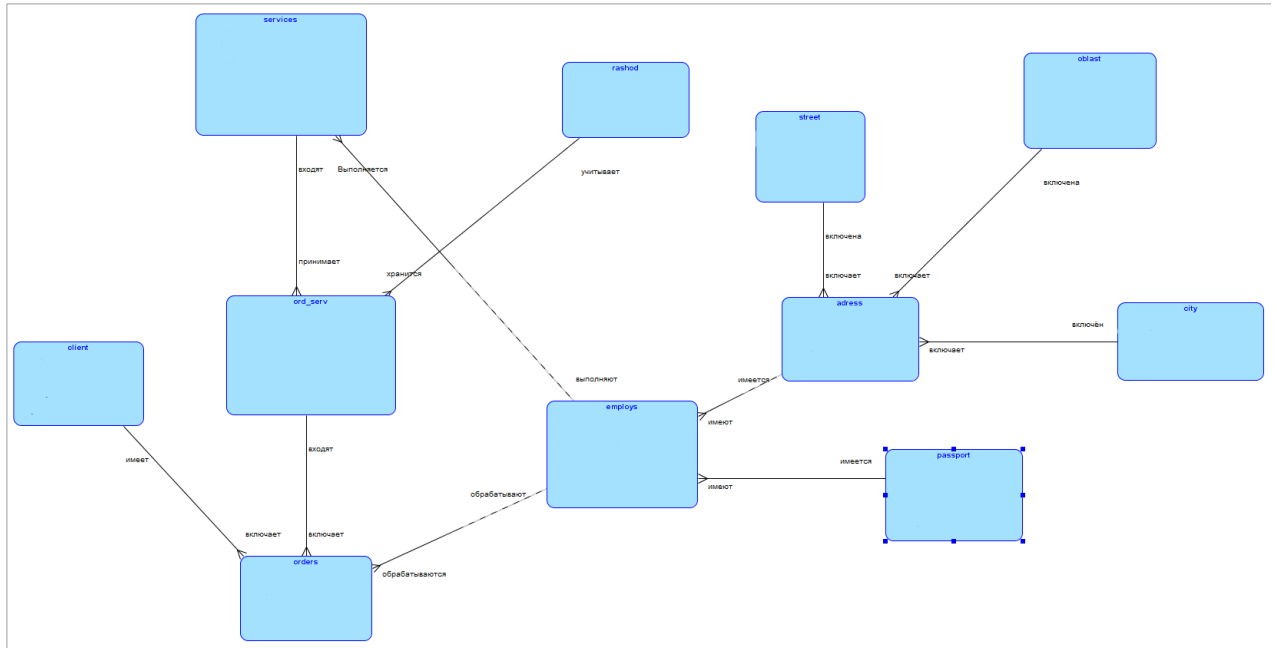 services
oblast
rashod
street
входят
Выполняется
учитывает
включена
включена
принимает
хранится
включает
включает
ord_serv
adress
city
включён
client
включает
имеется
выполняют
employs
имеют
входят
passport
имеет
имеется
имеют
обрабатывают
включает
включает
orders
обрабатываются